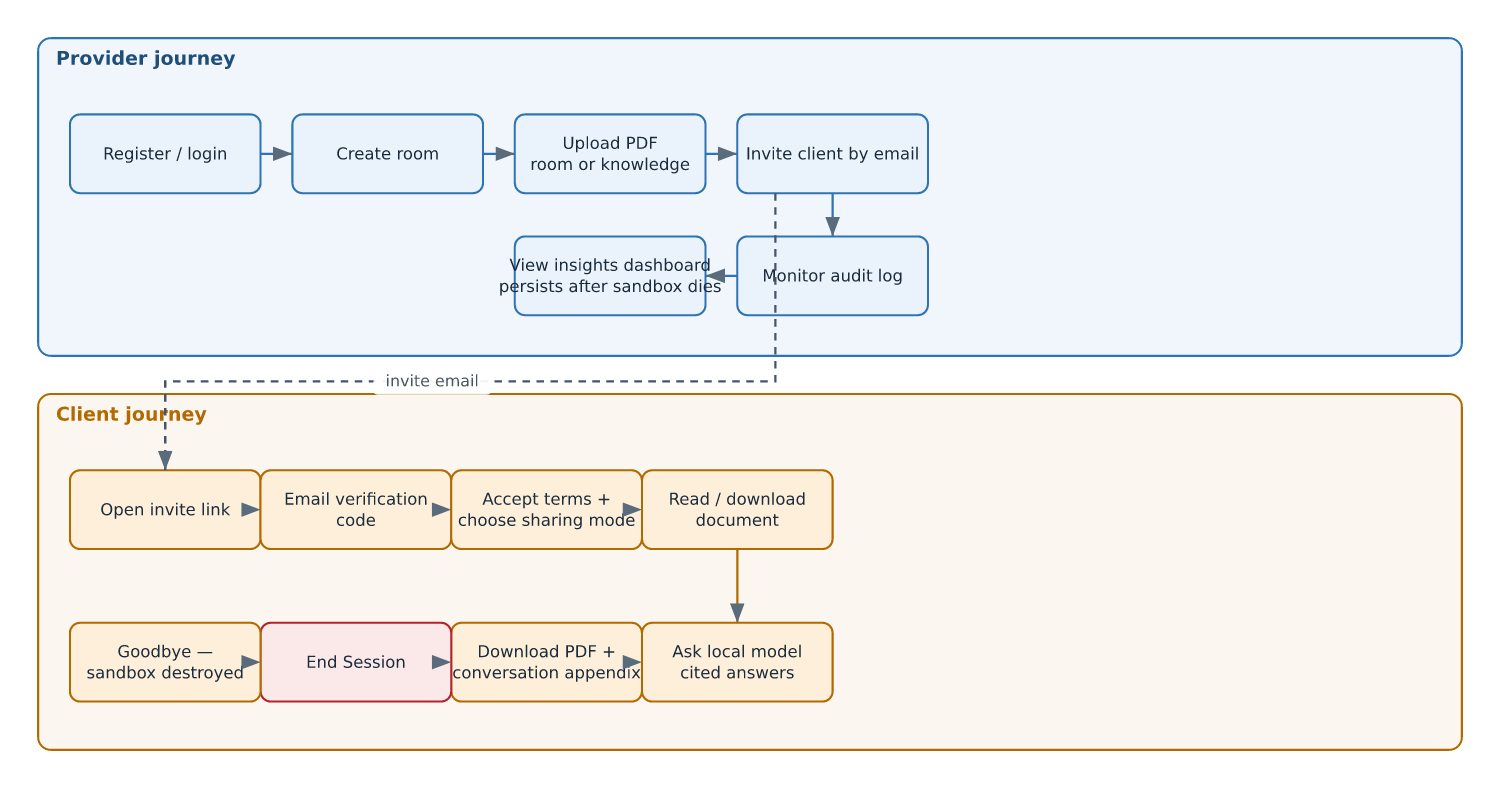 Provider journey
Register / login
Create room
Upload PDF
room or knowledge
Invite client by email
View insights dashboard
persists after sandbox dies
Monitor audit log
invite email
Client journey
Open invite link
Email verification
code
Accept terms +
choose sharing mode
Read / download
document
Goodbye —
sandbox destroyed
End Session
Download PDF +
conversation appendix
Ask local model
cited answers